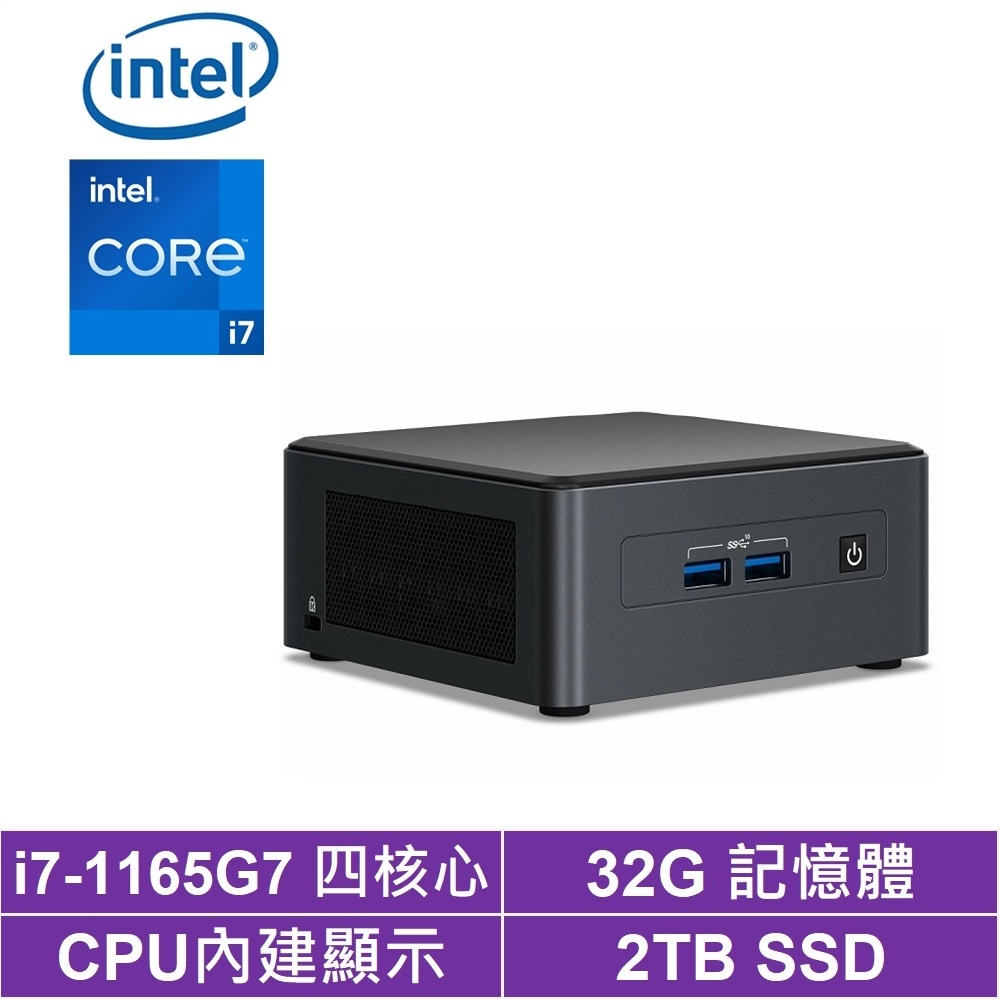 intel®
intel®
CORE™
i7
SS 10
K
i7-1165G7 四核心
32G 記憶體
CPU內建顯示
2TB SSD